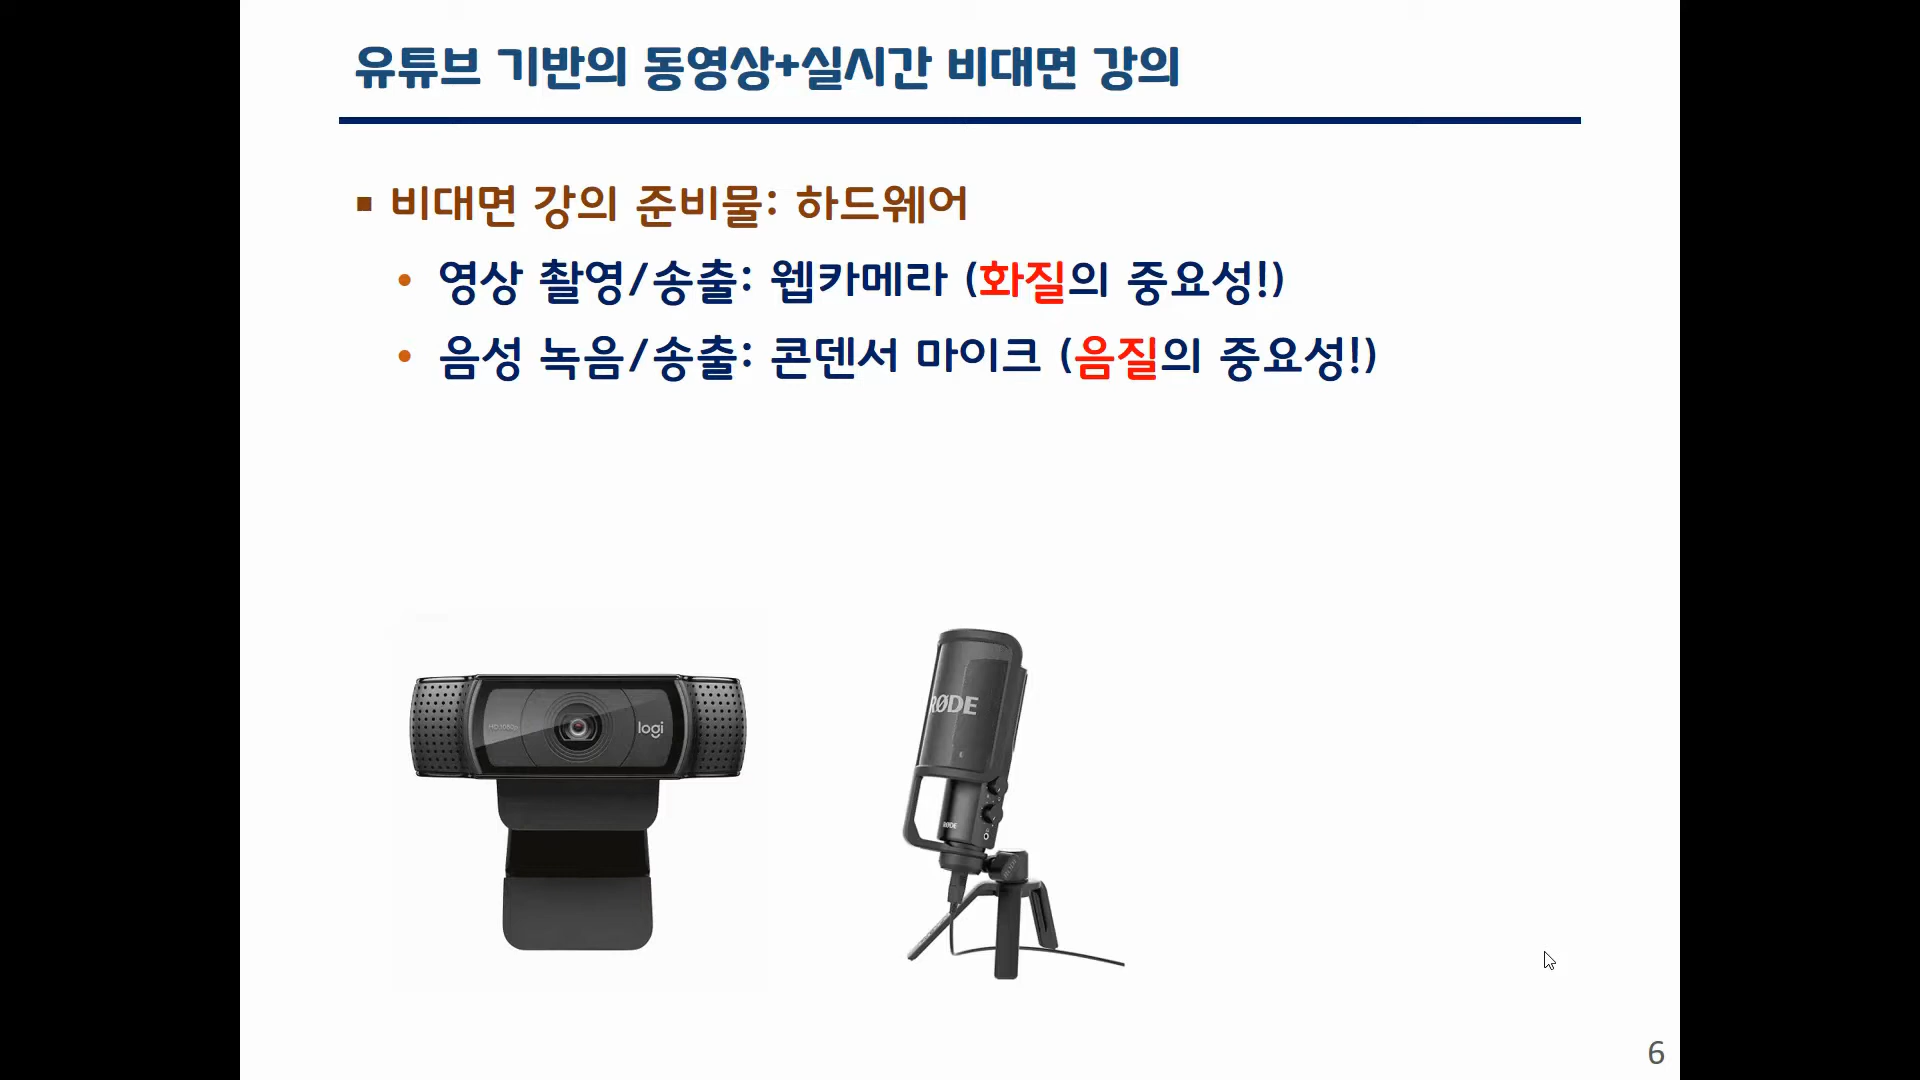 유튜브 기반의 동영상+실시간 비대면 강의
▪ 비대면 강의 준비물: 하드웨어
• 영상 촬영/송출: 웹카메라 (화질의 중요성!)
• 음성 녹음/송출: 콘덴서 마이크 (음질의 중요성!)
RØDE
HD 1080p
logi
RØDE
6